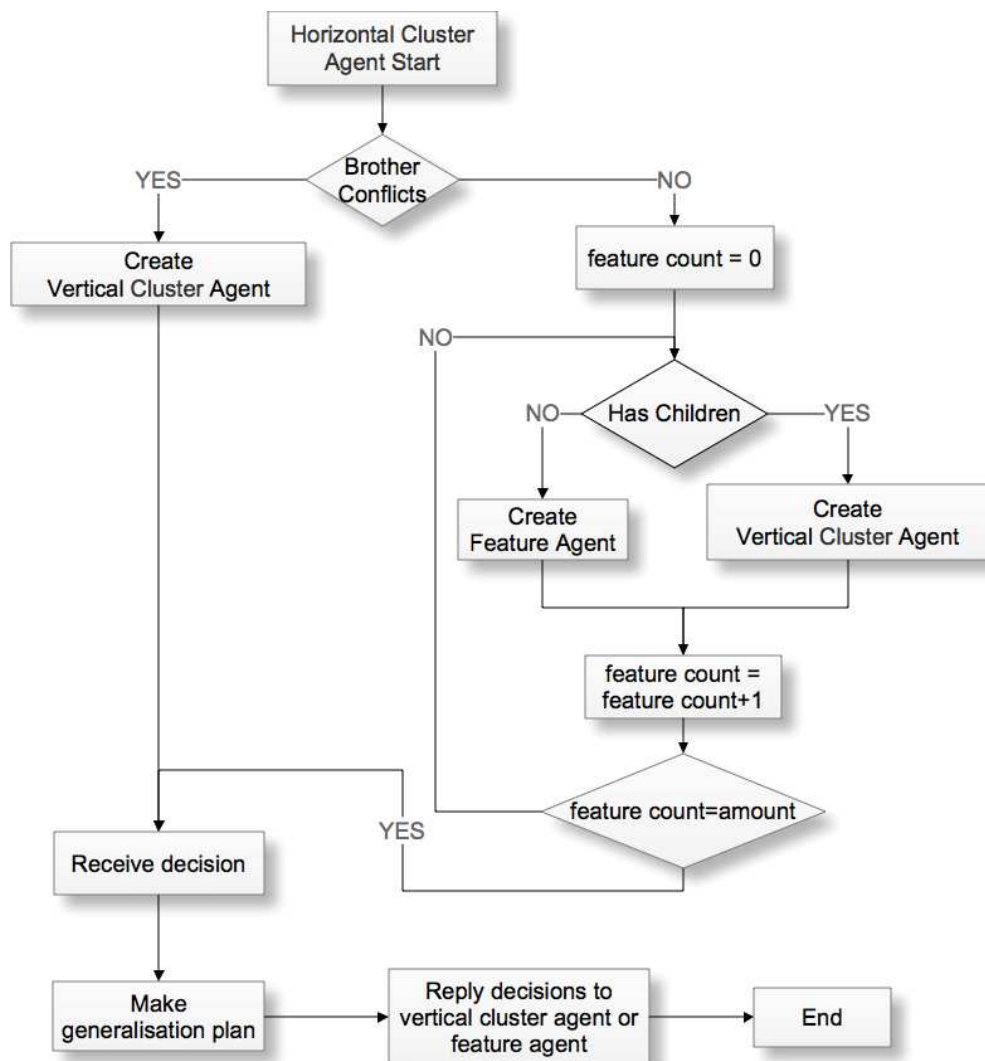 Horizontal Cluster
Agent Start
Brother
Conflicts
YES
NO
Create
Vertical Cluster Agent
feature count = 0
NO
Has Children
NO
YES
Create
Feature Agent
Create
Vertical Cluster Agent
feature count =
feature count+1
feature count=amount
YES
Receive decision
Make
generalisation plan
Reply decisions to
vertical cluster agent or
feature agent
End